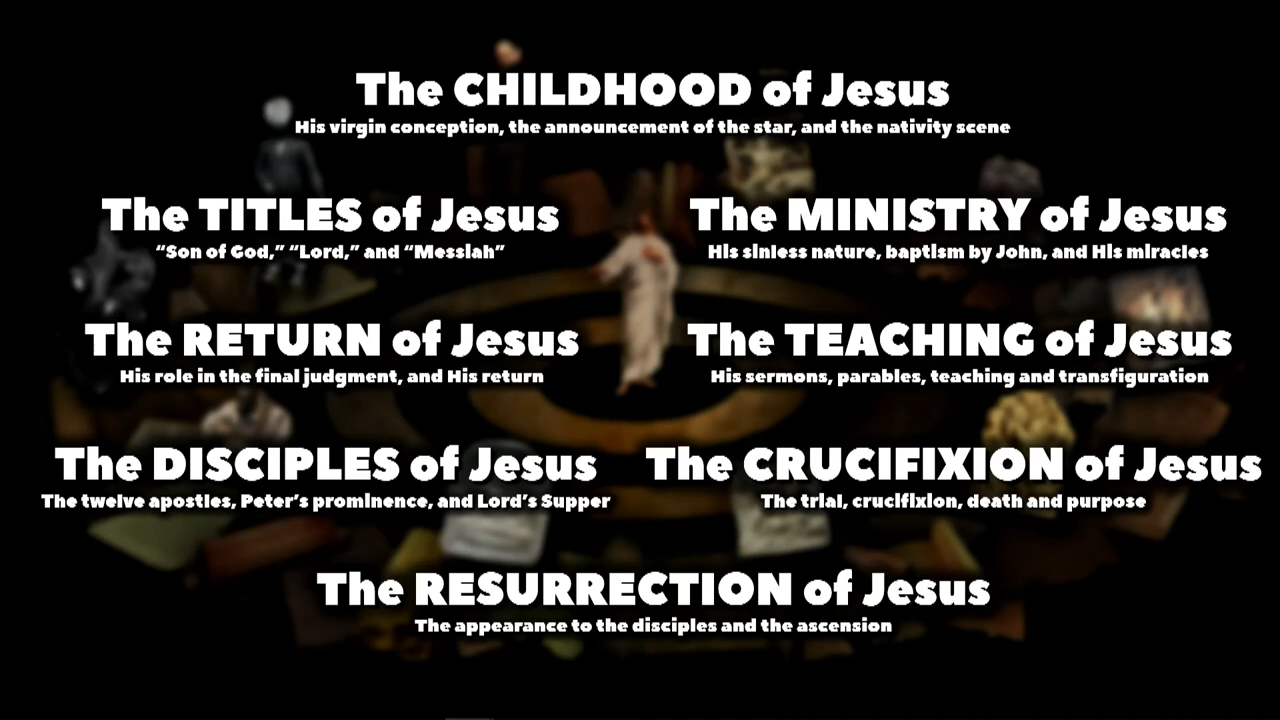 The CHILDHOOD of Jesus
His virgin conception, the announcement of the star, and the nativity scene
The TITLES of Jesus
“Son of God,” “Lord,” and “Messiah”
The MINISTRY of Jesus
His sinless nature, baptism by John, and His miracles
The RETURN of Jesus
His role in the final judgment, and His return
The TEACHING of Jesus
His sermons, parables, teaching and transfiguration
The DISCIPLES of Jesus
The twelve apostles, Peter’s prominence, and Lord’s Supper
The CRUCIFIXION of Jesus
The trial, crucifixion, death and purpose
The RESURRECTION of Jesus
The appearance to the disciples and the ascension